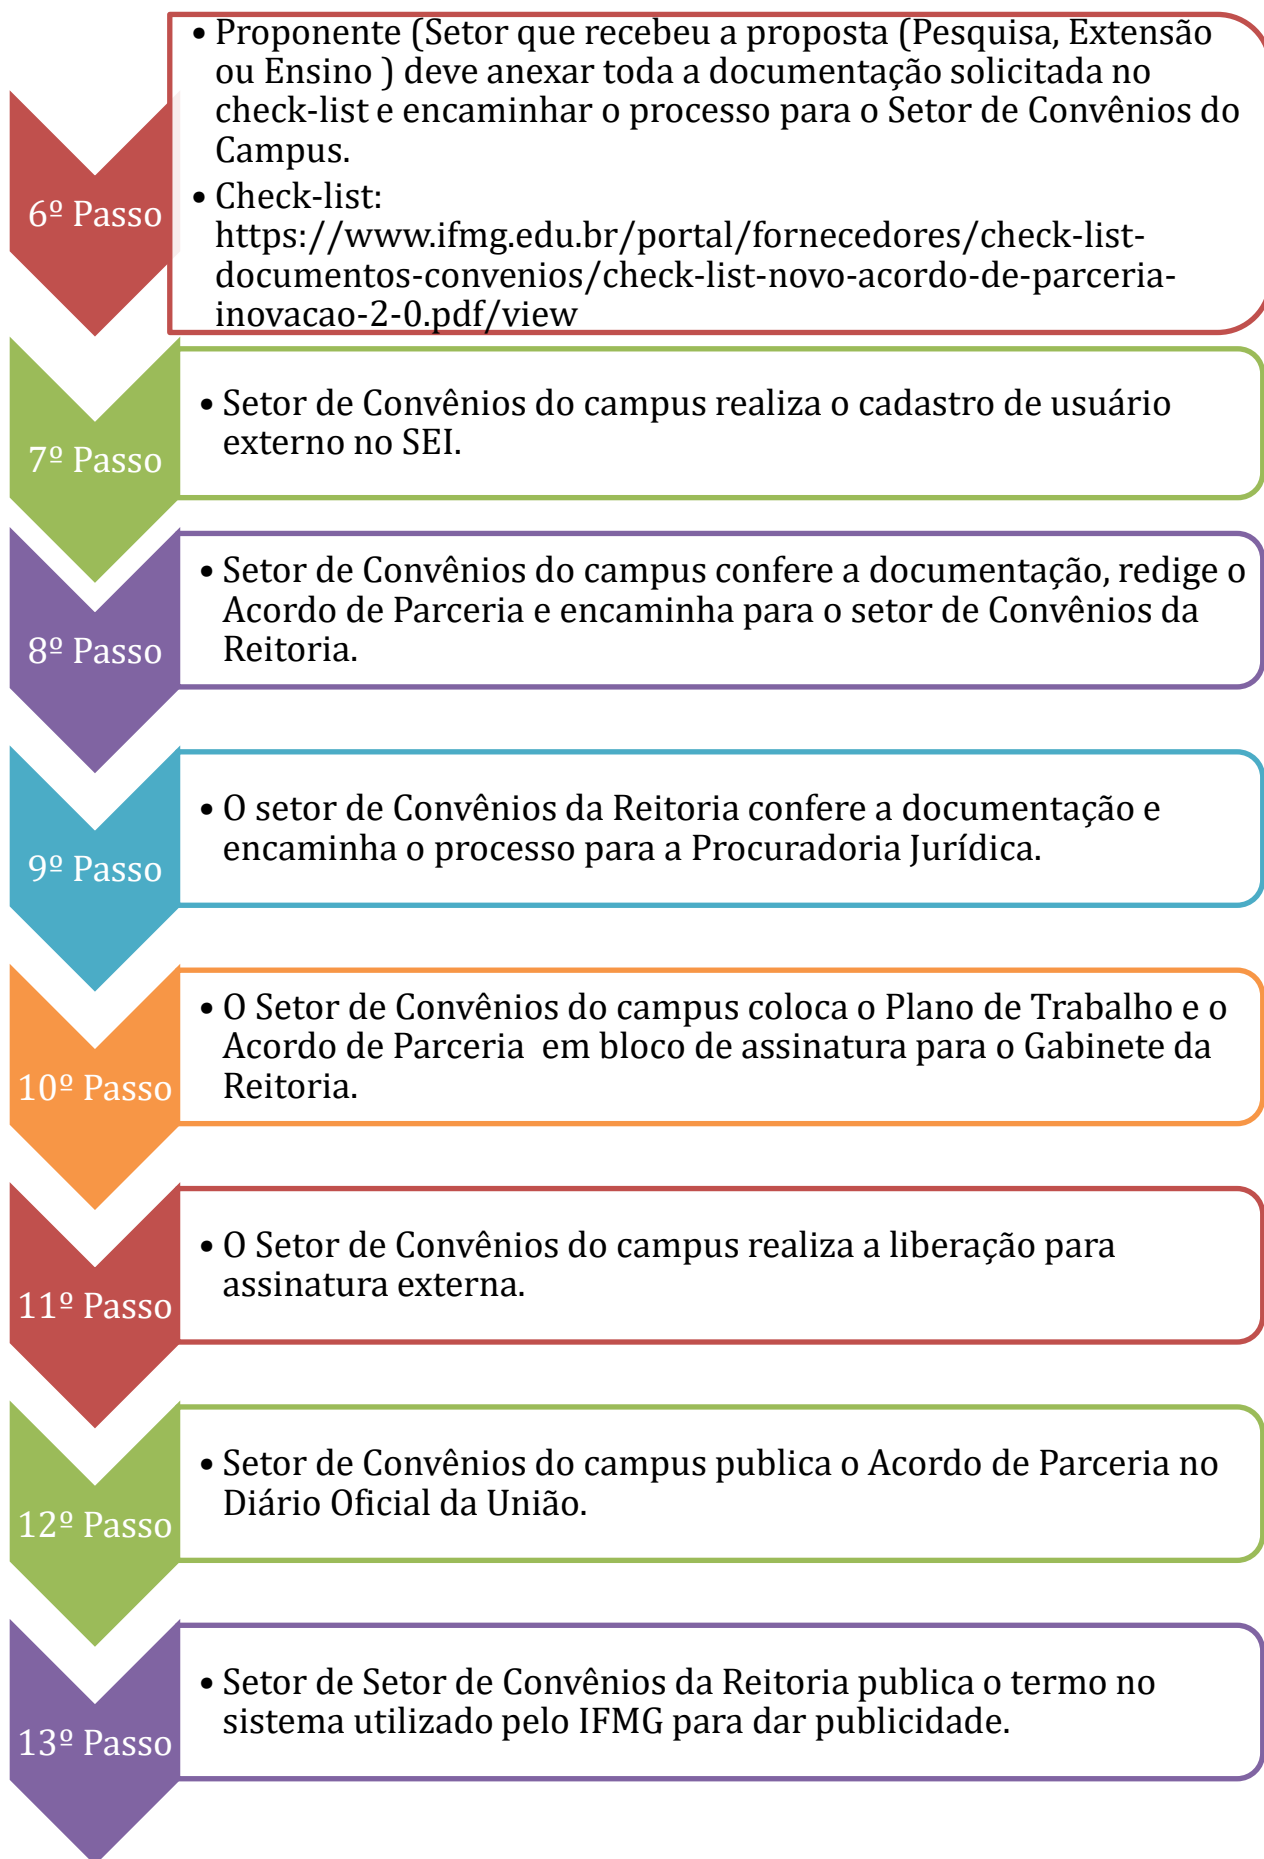 6º Passo
• Proponente (Setor que recebeu a proposta (Pesquisa, Extensão
ou Ensino ) deve anexar toda a documentação solicitada no
check-list e encaminhar o processo para o Setor de Convênios do
Campus.
• Check-list:
https://www.ifmg.edu.br/portal/fornecedores/check-list-
documentos-convenios/check-list-novo-acordo-de-parceria-
inovacao-2-0.pdf/view
7º Passo
• Setor de Convênios do campus realiza o cadastro de usuário
externo no SEI.
8º Passo
• Setor de Convênios do campus confere a documentação, redige o
Acordo de Parceria e encaminha para o setor de Convênios da
Reitoria.
9º Passo
• O setor de Convênios da Reitoria confere a documentação e
encaminha o processo para a Procuradoria Jurídica.
10º Passo
• O Setor de Convênios do campus coloca o Plano de Trabalho e o
Acordo de Parceria  em bloco de assinatura para o Gabinete da
Reitoria.
11º Passo
• O Setor de Convênios do campus realiza a liberação para
assinatura externa.
12º Passo
• Setor de Convênios do campus publica o Acordo de Parceria no
Diário Oficial da União.
13º Passo
• Setor de Setor de Convênios da Reitoria publica o termo no
sistema utilizado pelo IFMG para dar publicidade.